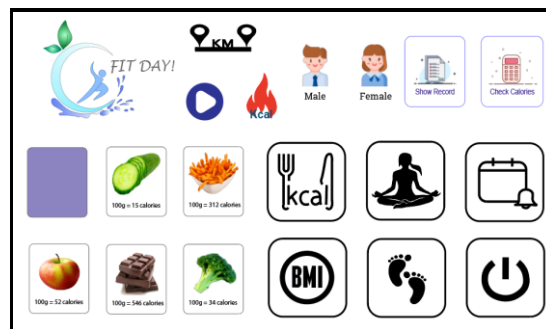 KM
FIT DAY!
Kcal
Male
Female
Show Record
Check Calories
100g = 15 calories
100g = 312 calories
kcal
100g = 52 calories
100g = 546 calories
100g = 34 calories
BMI